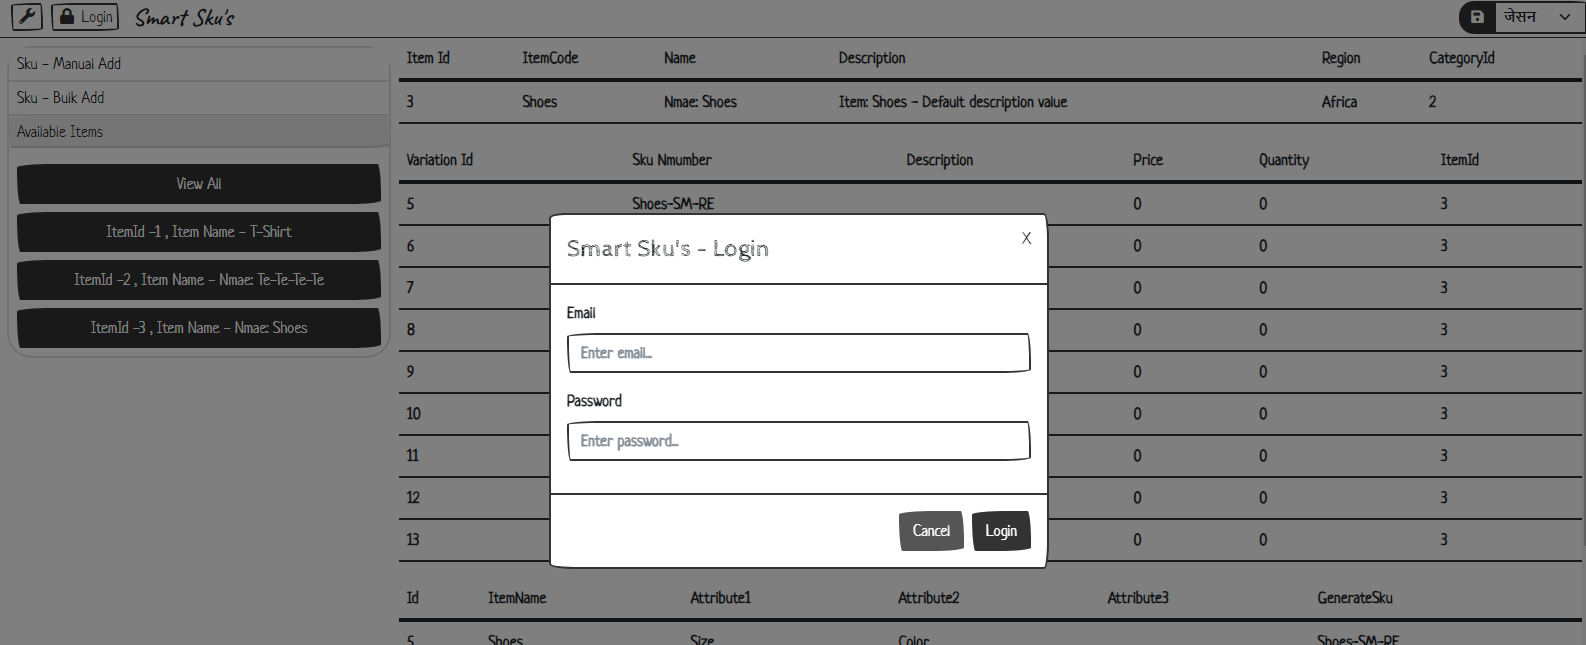 Login Smart Sku's जेसन
Sku - Manual Add
Sku - Bulk Add
Available Items
View All
ItemId -1 , Item Name - T-Shirt
ItemId -2 , Item Name - Nmae: Te-Te-Te-Te
ItemId -3 , Item Name - Nmae: Shoes
Item Id ItemCode Name Description Region CategoryId
3 Shoes Nmae: Shoes Item: Shoes - Default description value Africa 2
Variation Id Sku Nmumber Description Price Quantity ItemId
5 Shoes-SM-RE 0 0 3
6 0 0 3
7 0 0 3
8 0 0 3
9 0 0 3
10 0 0 3
11 0 0 3
12 0 0 3
13 0 0 3
Smart Sku's - Login X
Email
Enter email...
Password
Enter password...
Cancel Login
Id ItemName Attribute1 Attribute2 Attribute3 GenerateSku
5 Shoes Size Color Shoes-SM-RE